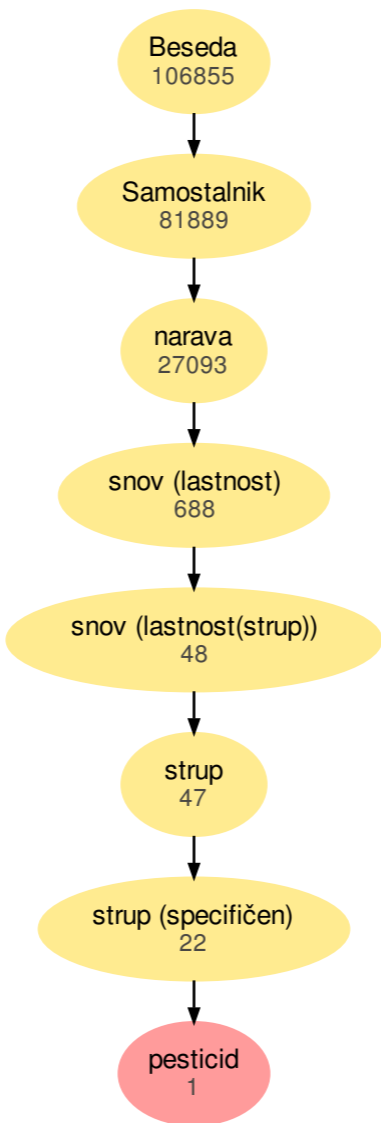 Beseda
106855
Samostalnik
81889
narava
27093
snov (lastnost)
688
snov (lastnost(strup))
48
strup
47
strup (specifičen)
22
pesticid
1